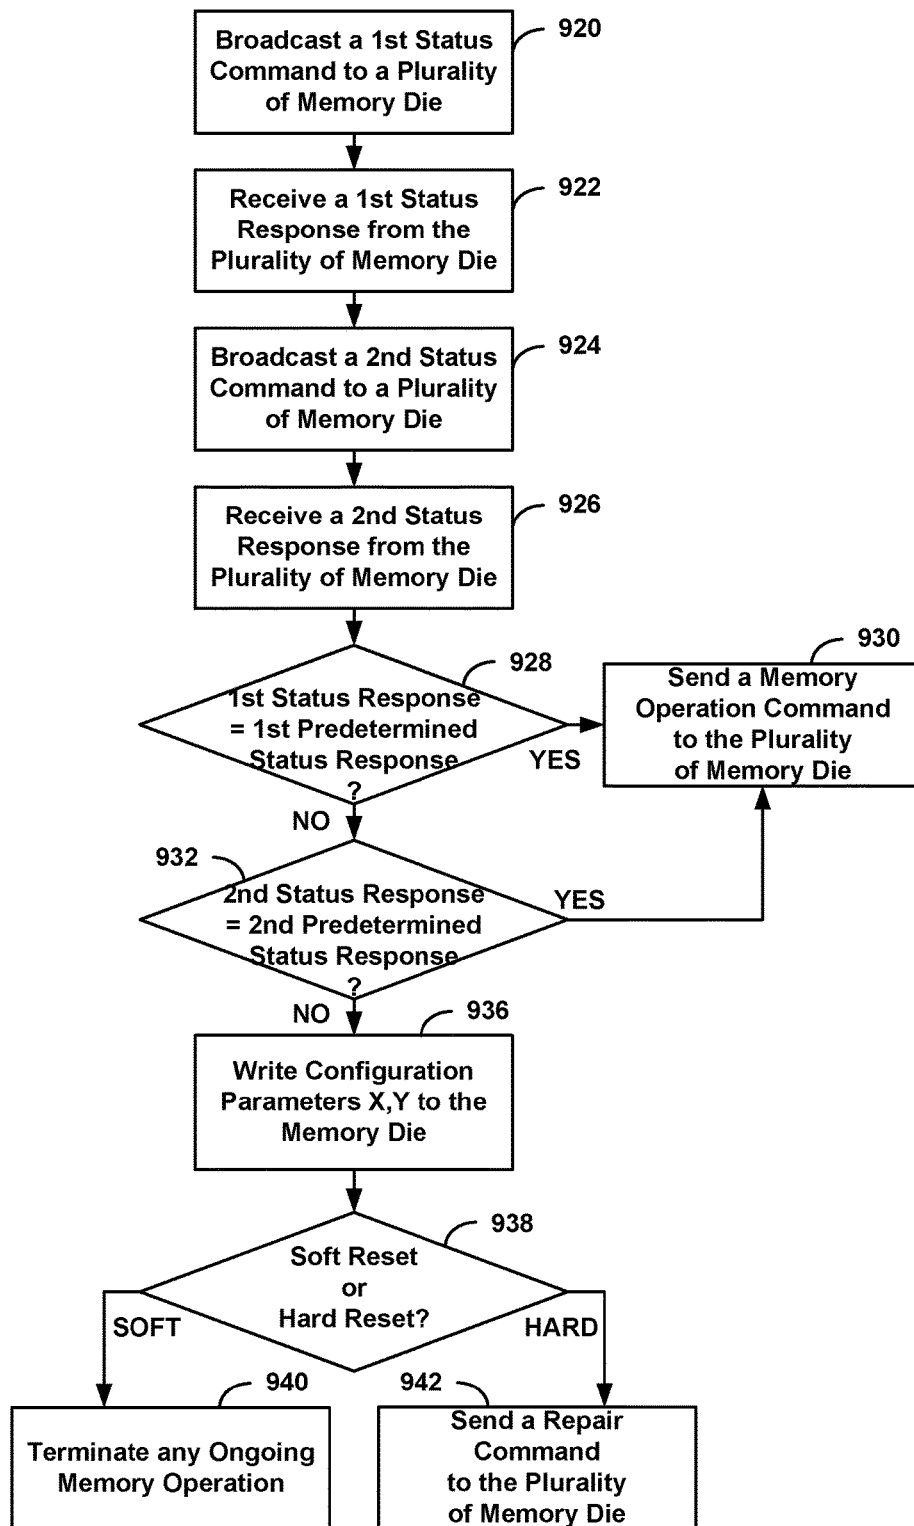 Broadcast a 1st Status
Command to a Plurality
of Memory Die
920
Receive a 1st Status
Response from the
Plurality of Memory Die
922
Broadcast a 2nd Status
Command to a Plurality
of Memory Die
924
Receive a 2nd Status
Response from the
Plurality of Memory Die
926
1st Status Response
= 1st Predetermined
Status Response
?
928
YES
NO
Send a Memory
Operation Command
to the Plurality
of Memory Die
930
932
2nd Status Response
= 2nd Predetermined
Status Response
?
YES
NO
936
Write Configuration
Parameters X,Y to the
Memory Die
938
Soft Reset
or
Hard Reset?
SOFT
HARD
940
Terminate any Ongoing
Memory Operation
942
Send a Repair
Command
to the Plurality
of Memory Die